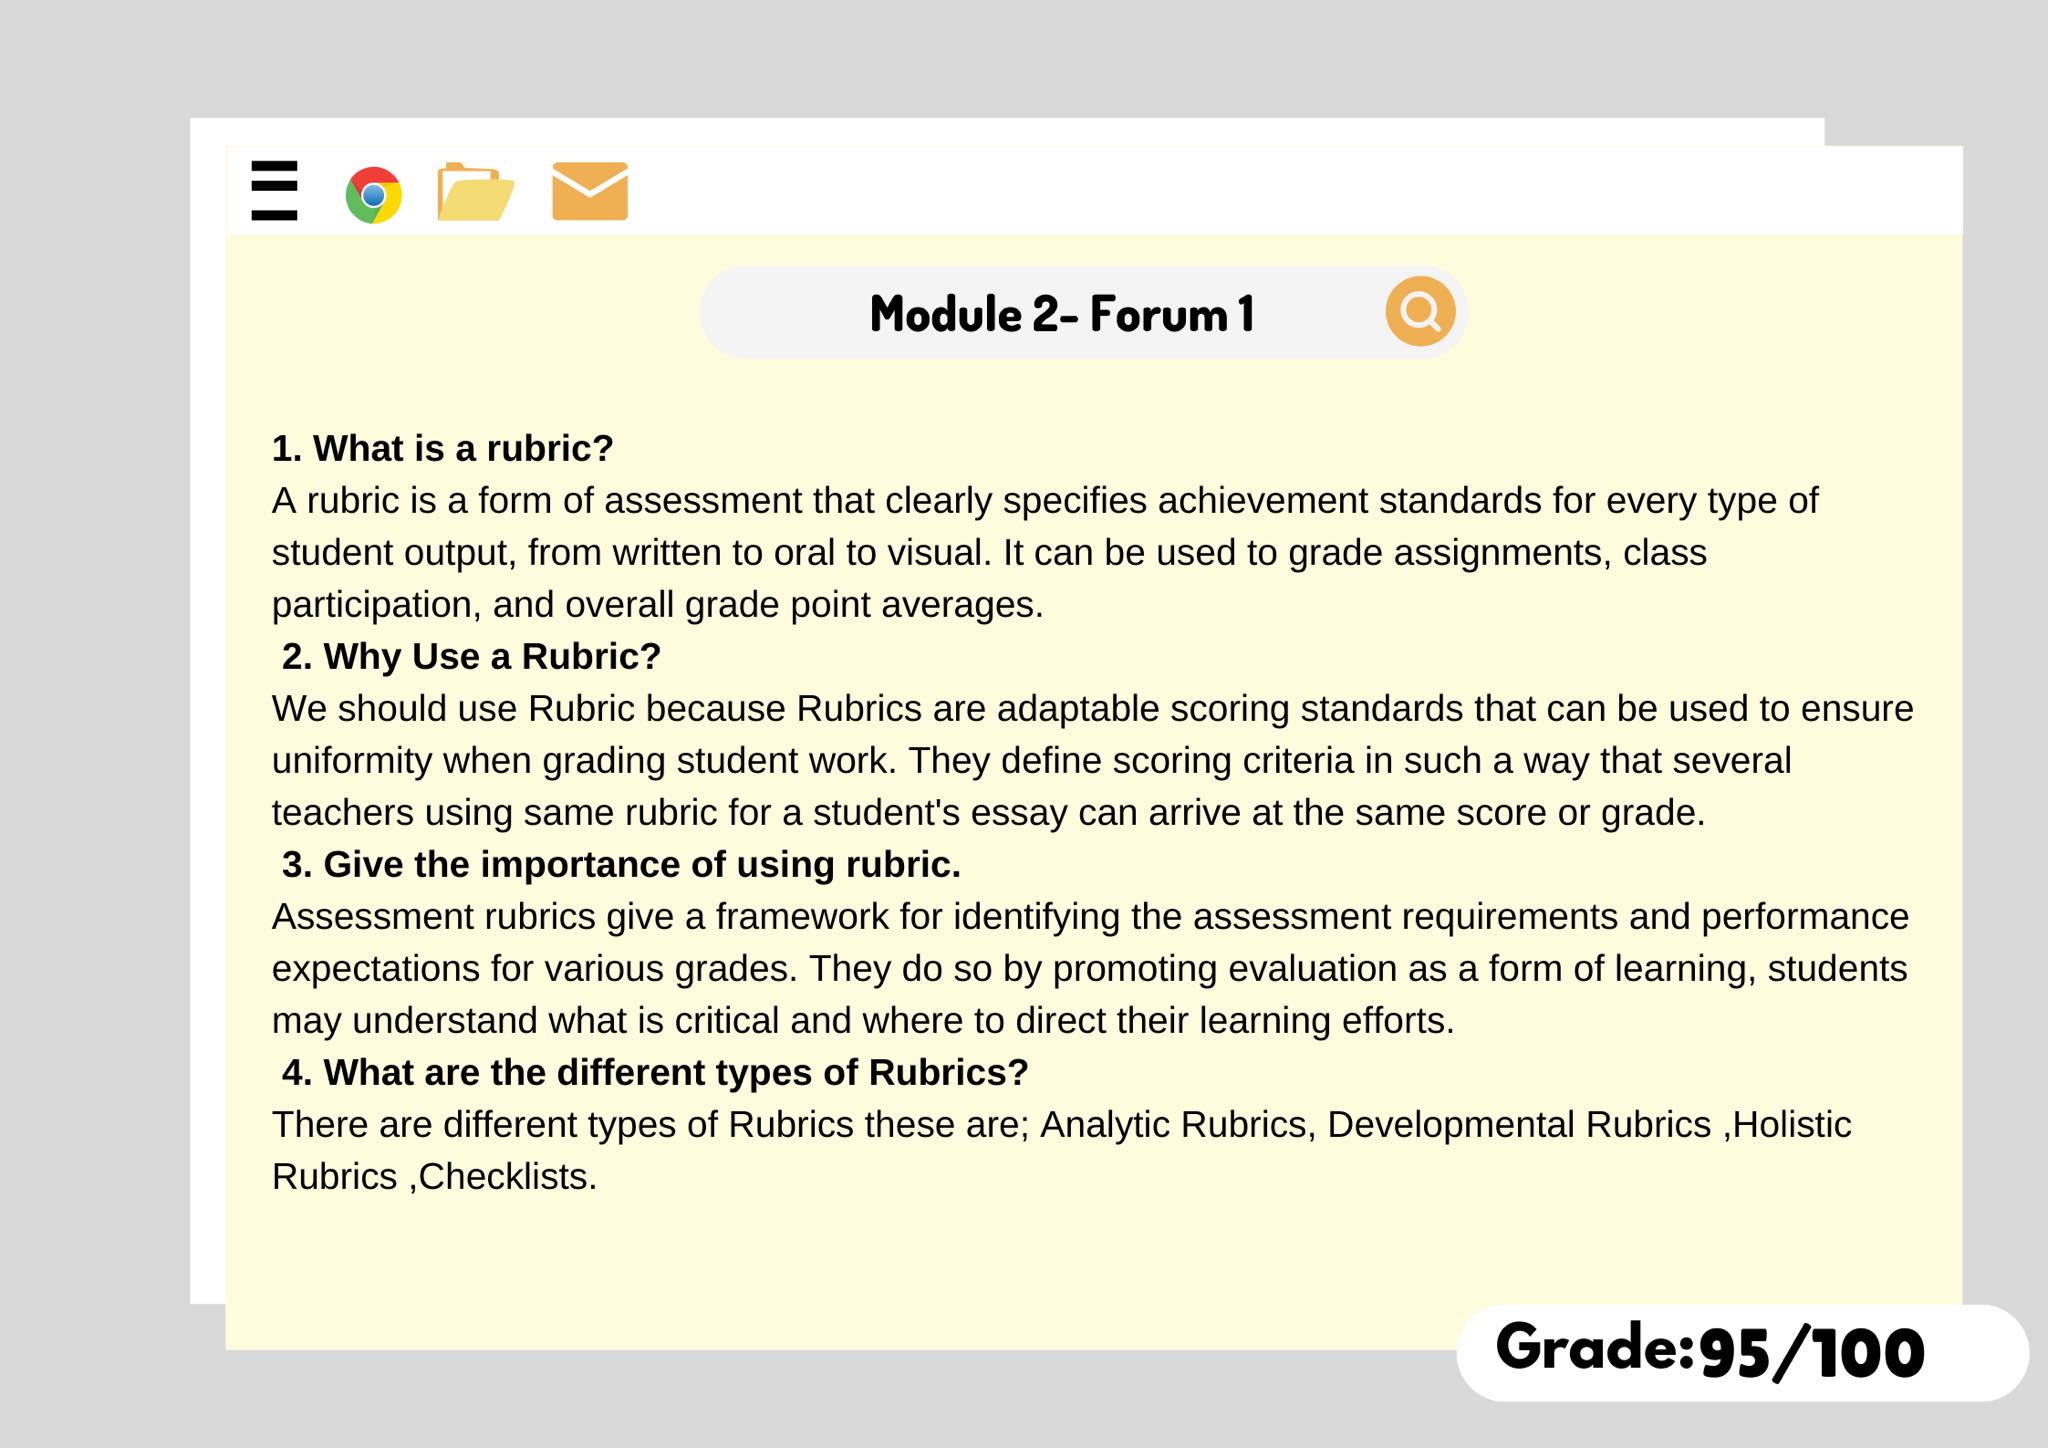 Module 2- Forum 1
1. What is a rubric?
A rubric is a form of assessment that clearly specifies achievement standards for every type of
student output, from written to oral to visual. It can be used to grade assignments, class
participation, and overall grade point averages.
2. Why Use a Rubric?
We should use Rubric because Rubrics are adaptable scoring standards that can be used to ensure
uniformity when grading student work. They define scoring criteria in such a way that several
teachers using same rubric for a student's essay can arrive at the same score or grade.
3. Give the importance of using rubric.
Assessment rubrics give a framework for identifying the assessment requirements and performance
expectations for various grades. They do so by promoting evaluation as a form of learning, students
may understand what is critical and where to direct their learning efforts.
4. What are the different types of Rubrics?
There are different types of Rubrics these are; Analytic Rubrics, Developmental Rubrics ,Holistic
Rubrics ,Checklists.
Grade:95/100